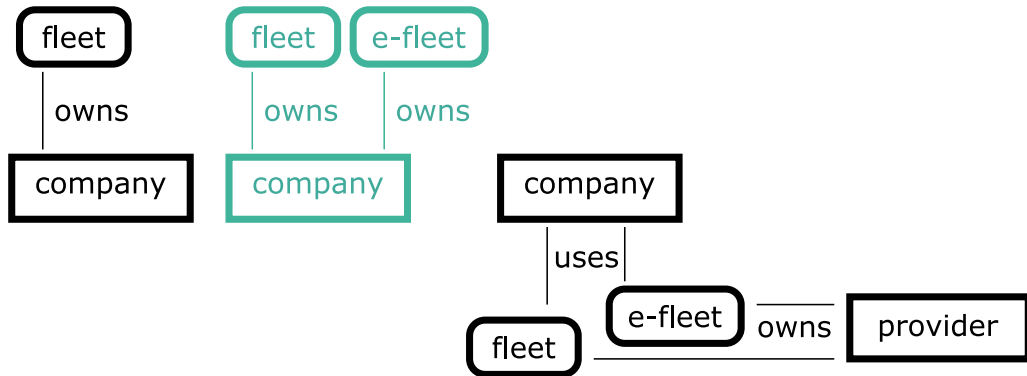 fleet
fleet
e-fleet
owns
owns
owns
company
company
company
uses
e-fleet
owns
provider
fleet